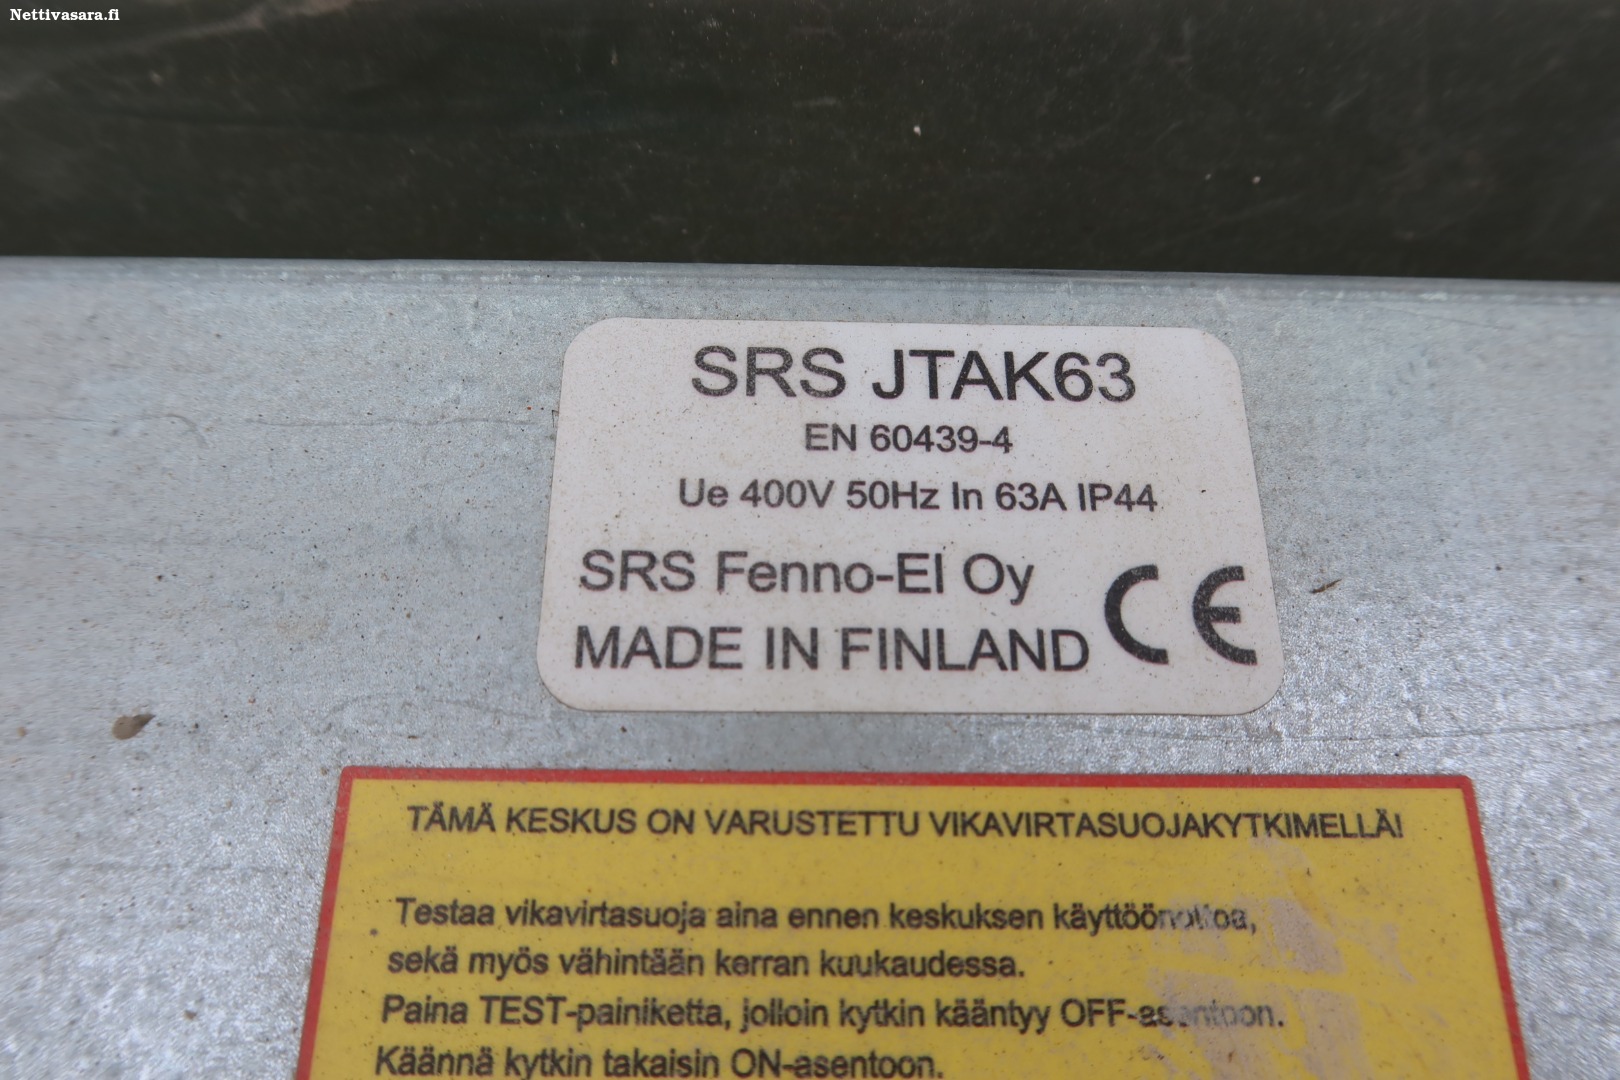 Nettivasara.fi
SRS JTAK63
EN 60439-4
Ue 400V 50Hz In 63A IP44
SRS Fenno-El Oy
MADE IN FINLAND
CE
TÄMÄ KESKUS ON VARUSTETTU VIKAVIRTASUOJAKYTKIMELLÄ!
Testaa vikavirtasuoja aina ennen keskuksen käyttöönottoa,
sekä myös vähintään kerran kuukaudessa.
Paina TEST-painiketta, jolloin kytkin kääntyy OFF-asentoon.
Käännä kytkin takaisin ON-asentoon.